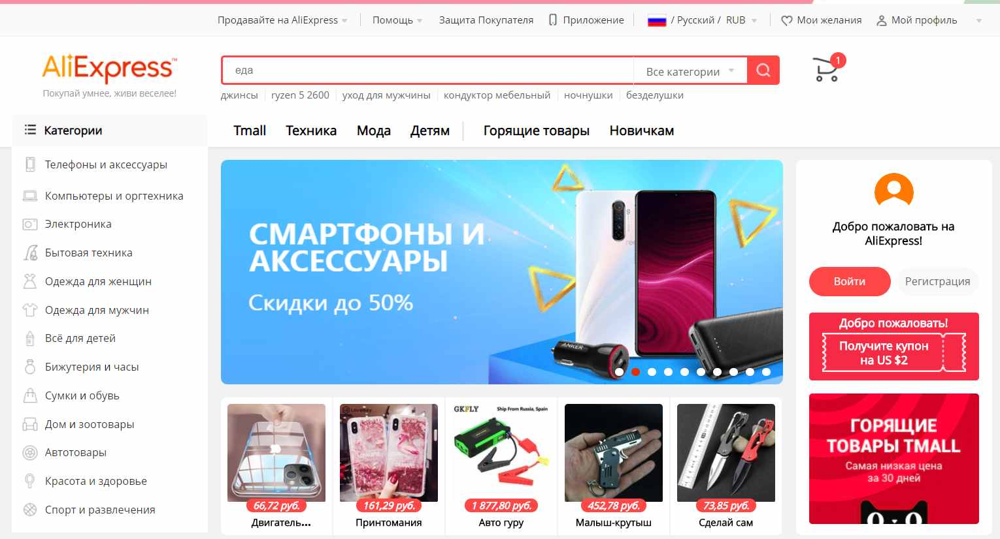 Продавайте на AliExpress
Помощь
Защита Покупателя
Приложение
/ Русский / RUB
Мои желания
Мой профиль
AliExpress™
Покупай умнее, живи веселее!
еда
Все категории
1
джинсы
ryzen 5 2600
уход для мужчины
кондуктор мебельный
ночнушки
безделушки
Категории
Tmall
Техника
Мода
Детям
Горящие товары
Новичкам
Телефоны и аксессуары
Компьютеры и оргтехника
Электроника
Бытовая техника
Одежда для женщин
Одежда для мужчин
Всё для детей
Бижутерия и часы
Сумки и обувь
Дом и зоотовары
Автотовары
Красота и здоровье
Спорт и развлечения
СМАРТФОНЫ И
АКСЕССУАРЫ
Скидки до 50%
ANKER
Добро пожаловать на
AliExpress!
Войти
Регистрация
Добро пожаловать!
Получите купон
на US $2
ГОРЯЩИЕ
ТОВАРЫ TMALL
Самая низкая цена
за 30 дней
66,72 руб.
Двигатель...
161,29 руб.
Принтомания
GKFLY
Ship From Russia, Spain
1 877,80 руб.
Авто гуру
452,78 руб.
Малыш-крутыш
73,85 руб.
Сделай сам